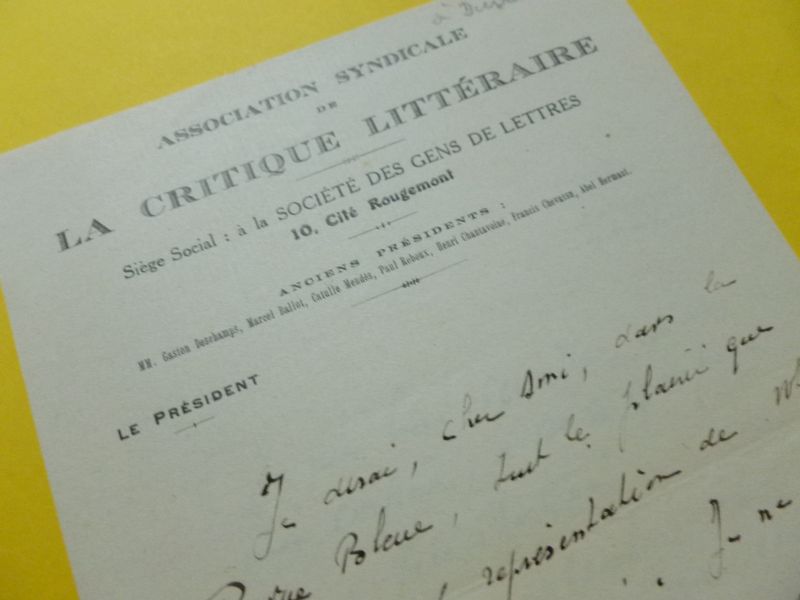 à
ASSOCIATION SYNDICALE
DE
LA CRITIQUE LITTÉRAIRE
Siège Social : à la SOCIÉTÉ DES GENS DE LETTRES
10, Cité Rougemont
ANCIENS PRÉSIDENTS :
MM. Gaston Deschamps, Marcel Ballot, Catulle Mendès, Paul Reboux, Henri Chantavoine, Francis Chevassu, Abel Hermant.
LE PRÉSIDENT
Je dirai, cher ami, dans la
Revue Bleue, tout le plaisir que
représentation de
Je ne